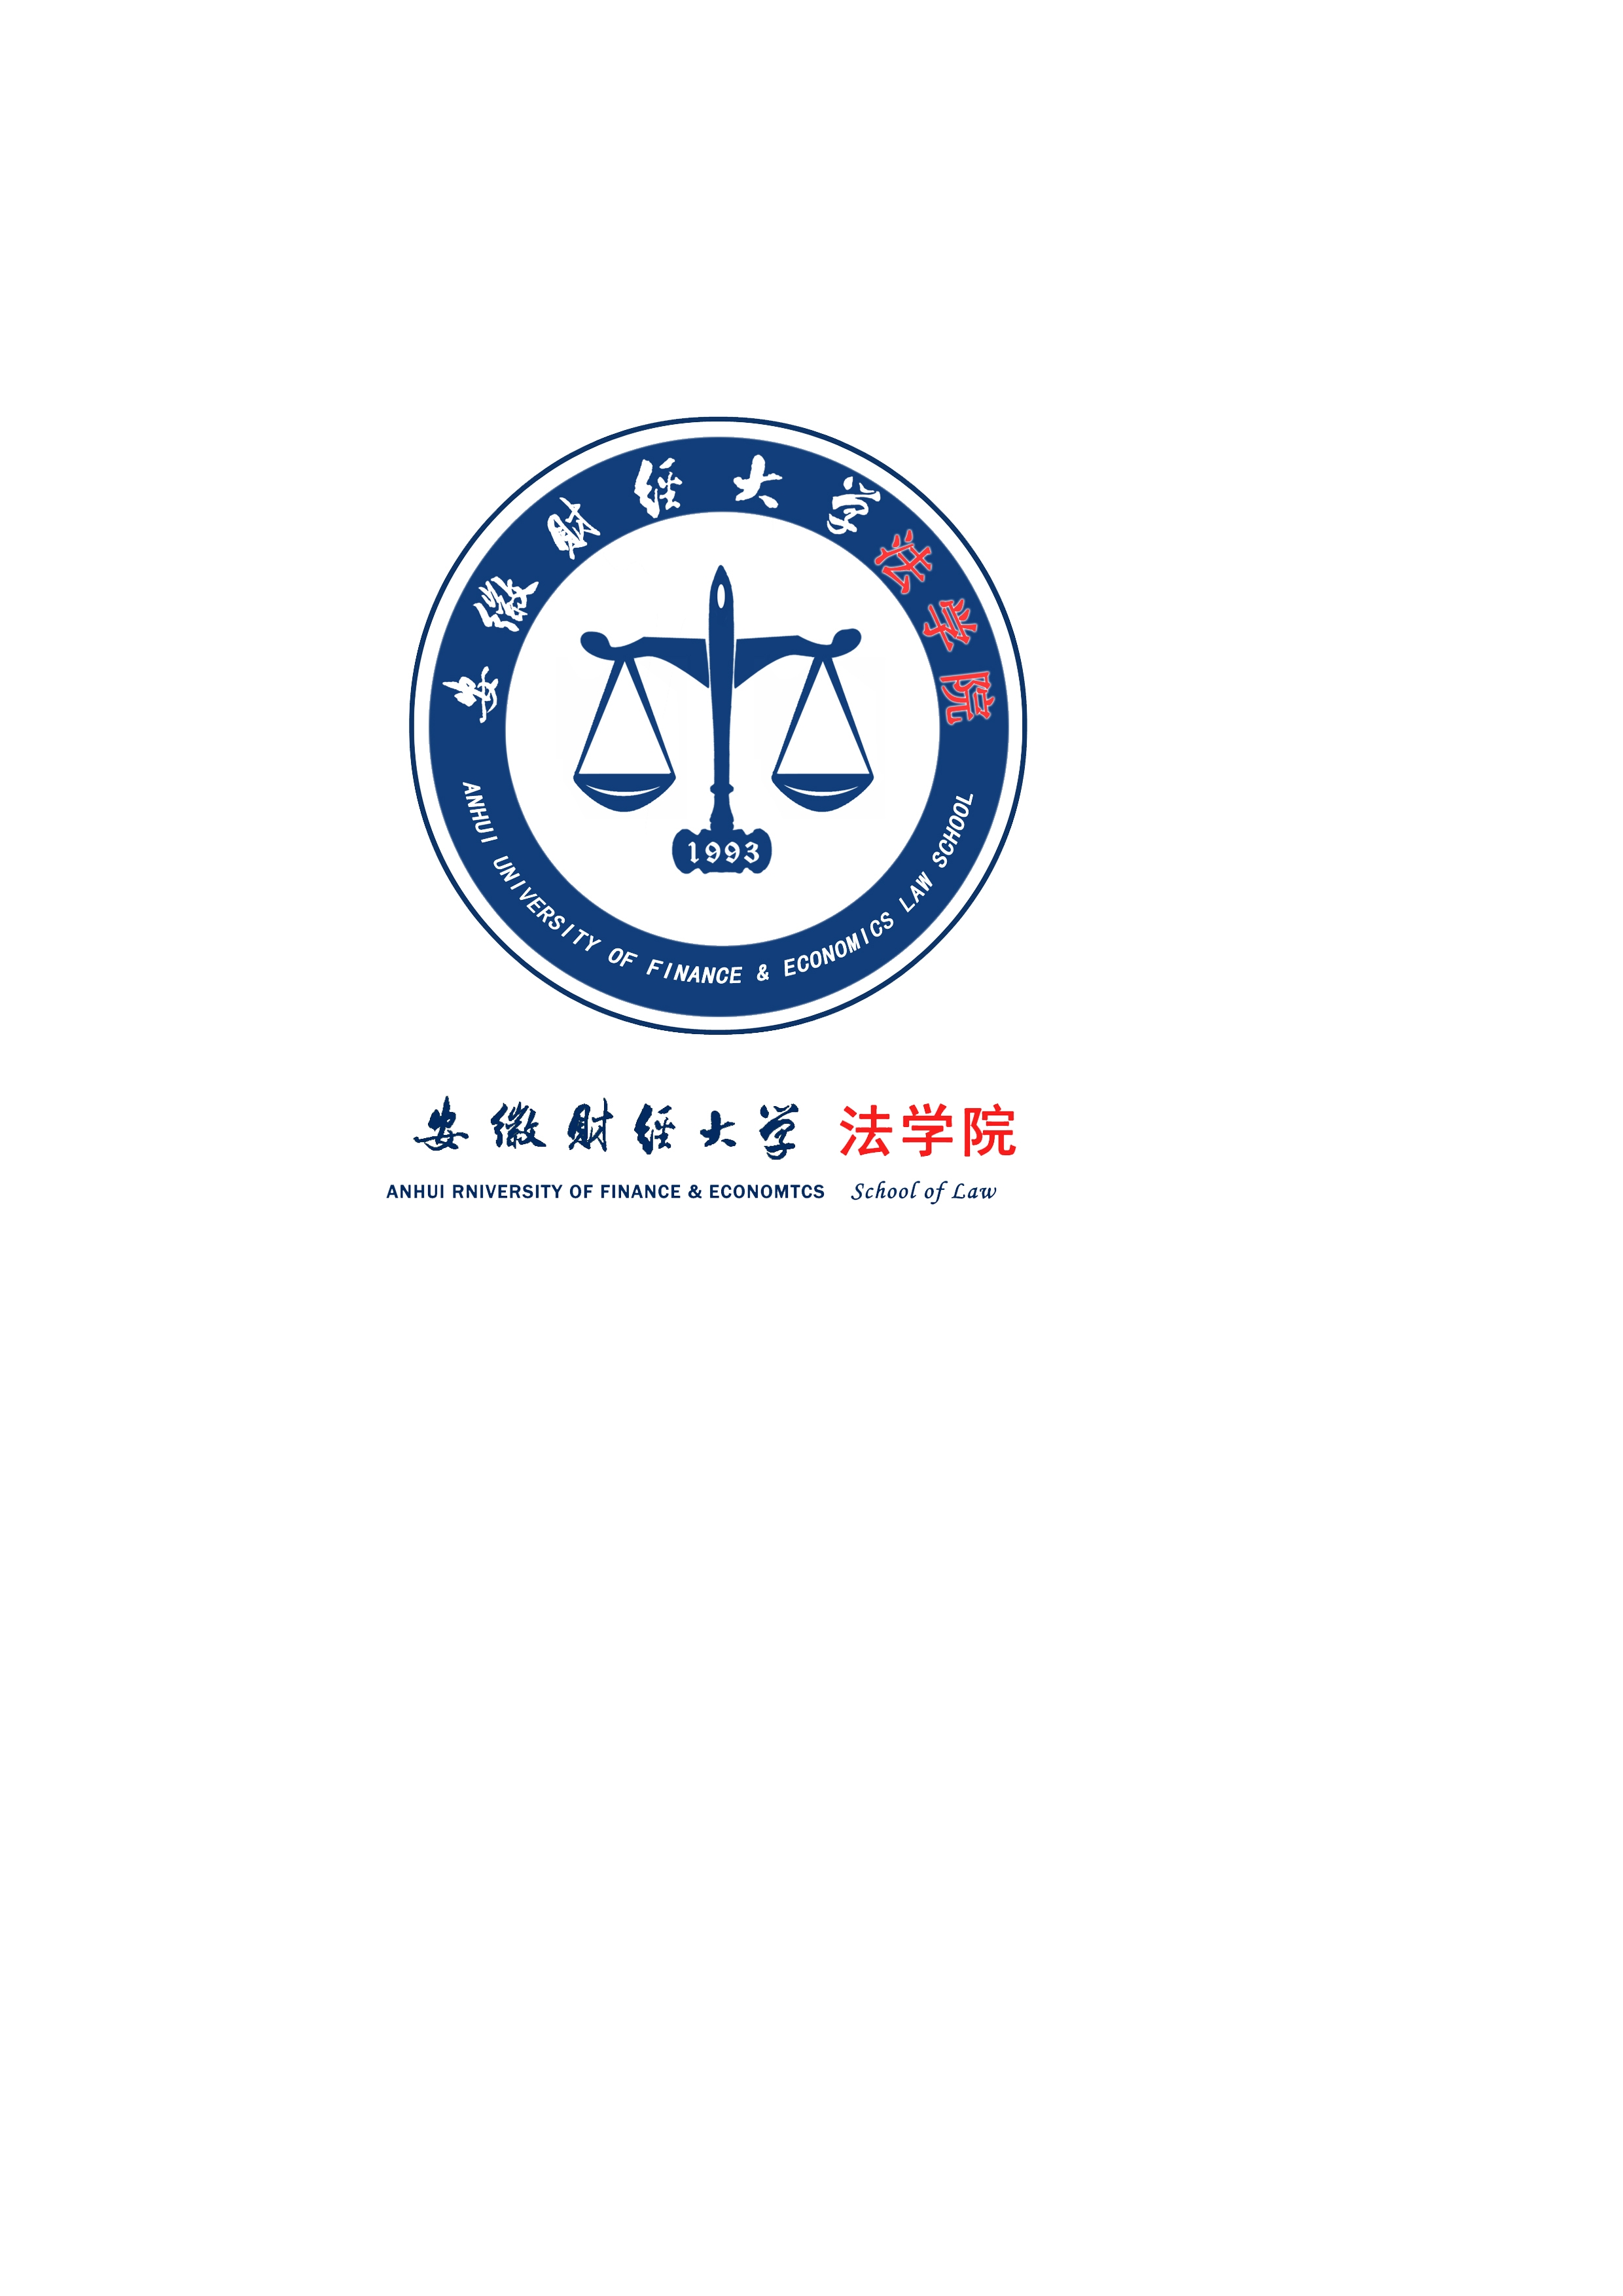 安徽财经大学法学院
1993
ANHUI UNIVERSITY OF FINANCE & ECONOMICS LAW SCHOOL
安徽财经大学 法学院
ANHUI RNIVERSITY OF FINANCE & ECONOMTCS School of Law